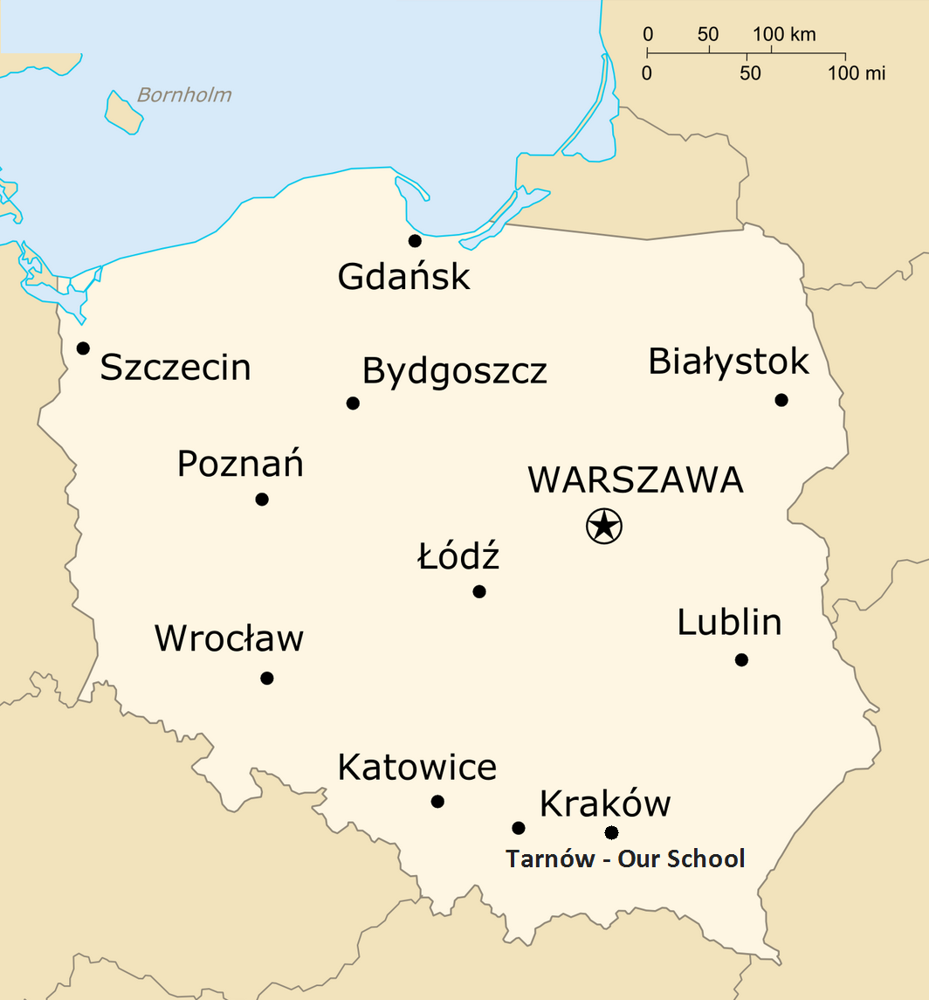 0 50 100 km
0 50 100 mi
Bornholm
Gdańsk
Szczecin
Bydgoszcz
Białystok
Poznań
WARSZAWA
Łódź
Wrocław
Lublin
Katowice
Kraków
Tarnów - Our School